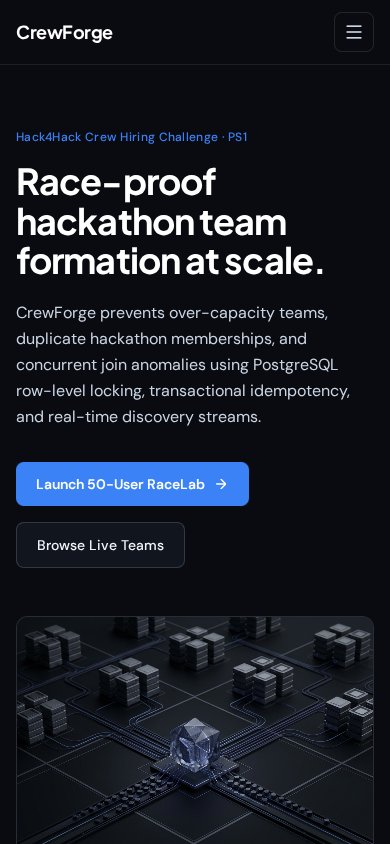 CrewForge
Hack4Hack Crew Hiring Challenge · PS1
Race-proof
hackathon team
formation at scale.
CrewForge prevents over-capacity teams,
duplicate hackathon memberships, and
concurrent join anomalies using PostgreSQL
row-level locking, transactional idempotency,
and real-time discovery streams.
Launch 50-User RaceLab →
Browse Live Teams